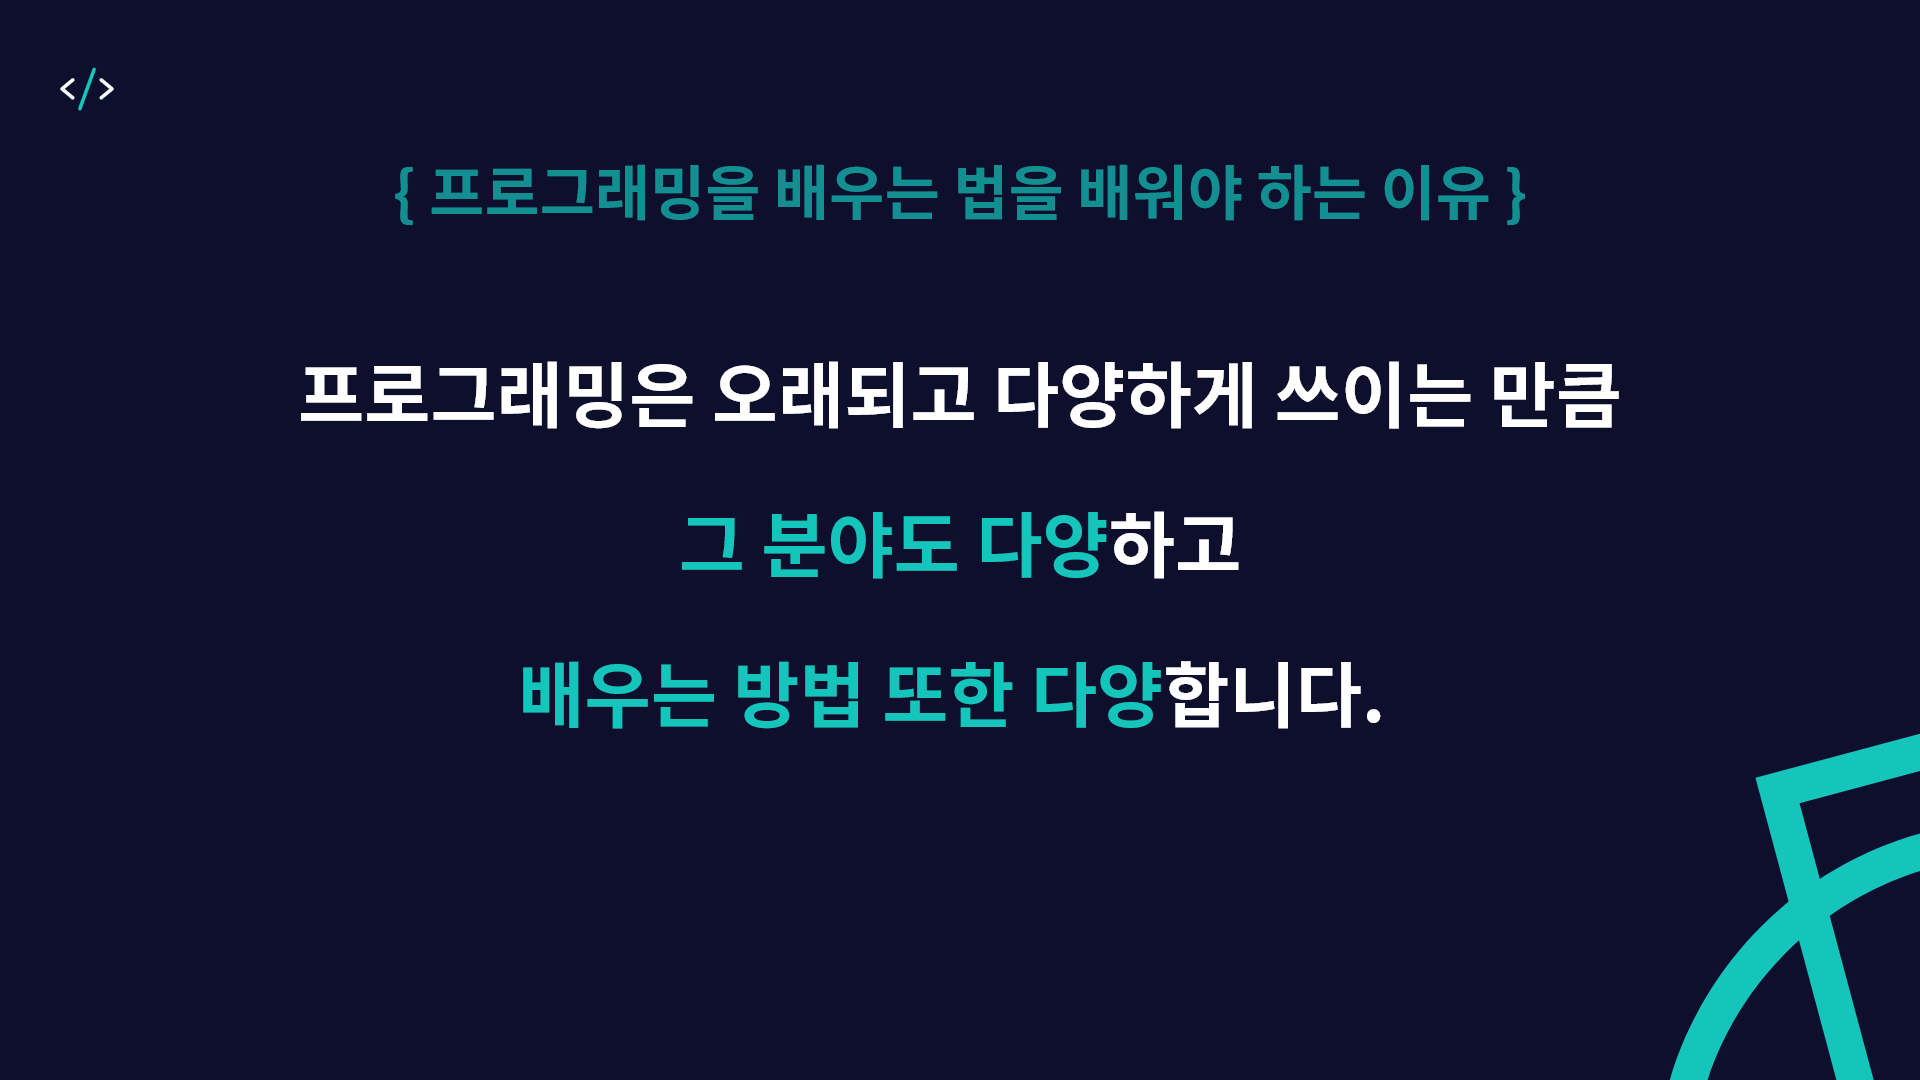 </>
{ 프로그래밍을 배우는 법을 배워야 하는 이유 }
프로그래밍은 오래되고 다양하게 쓰이는 만큼
그 분야도 다양하고
배우는 방법 또한 다양합니다.